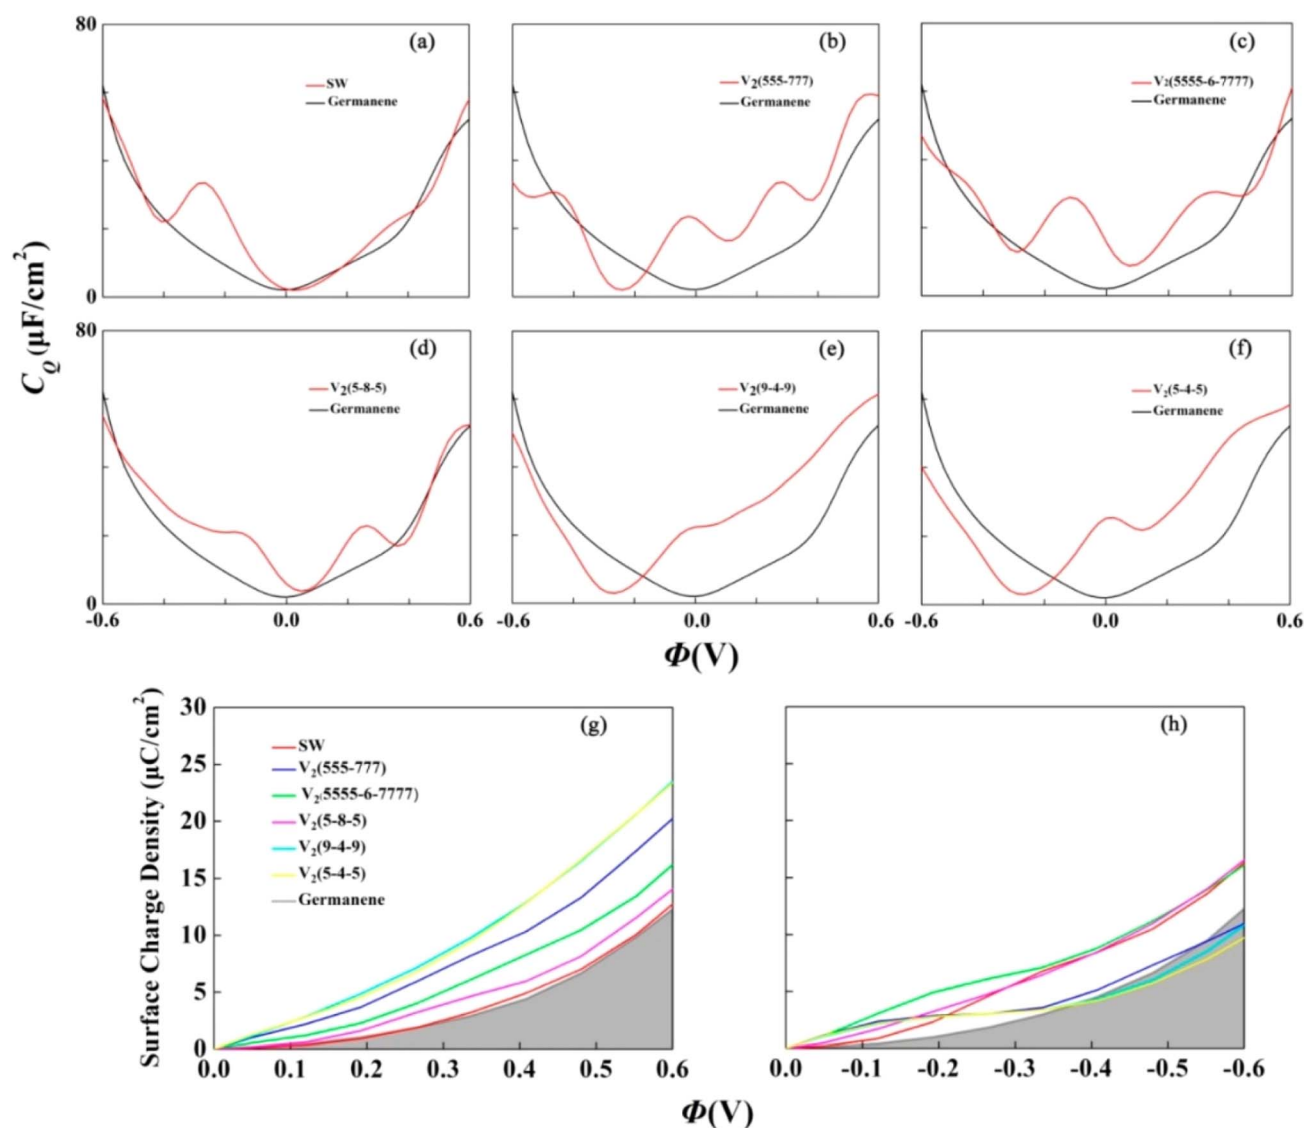 80
(a)
SW
Germanene
0
(b)
V2(555-777)
Germanene
(c)
V2(5555-6-7777)
Germanene
CQ (μF/cm2)
80
(d)
V2(5-8-5)
Germanene
0
-0.6
0.0
0.6
(e)
V2(9-4-9)
Germanene
-0.6
0.0
0.6
(f)
V2(5-4-5)
Germanene
-0.6
0.0
0.6
Φ(V)
Surface Charge Density (μC/cm2)
30
25
20
15
10
5
0
(g)
SW
V2(555-777)
V2(5555-6-7777)
V2(5-8-5)
V2(9-4-9)
V2(5-4-5)
Germanene
0.0 0.1 0.2 0.3 0.4 0.5 0.6
(h)
0.0 -0.1 -0.2 -0.3 -0.4 -0.5 -0.6
Φ(V)